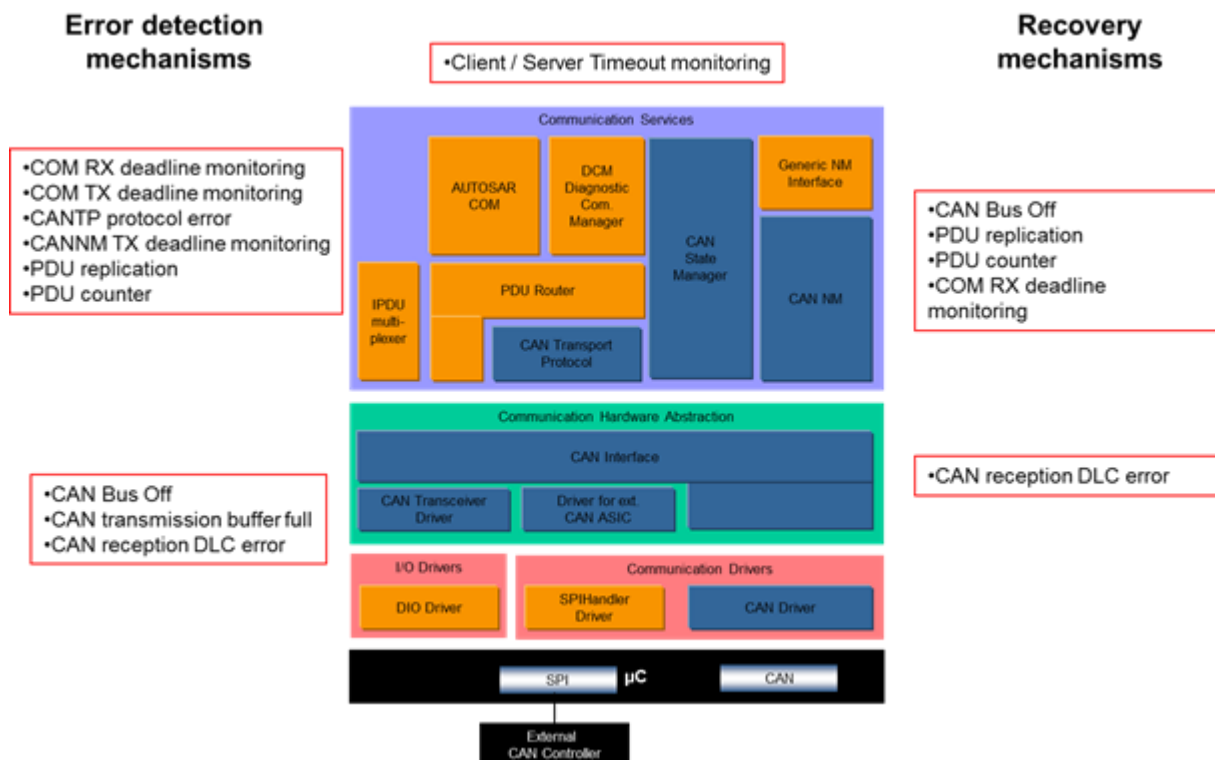 Error detection
mechanisms
Recovery
mechanisms
•Client / Server Timeout monitoring
•COM RX deadline monitoring
•COM TX deadline monitoring
•CANTP protocol error
•CANNM TX deadline monitoring
•PDU replication
•PDU counter
Communication Services
AUTOSAR
COM
DCM
Diagnostic
Com.
Manager
CAN
State
Manager
Generic NM
Interface
IPDU
multi-
plexer
PDU Router
CAN NM
CAN Transport
Protocol
•CAN Bus Off
•PDU replication
•PDU counter
•COM RX deadline
monitoring
Communication Hardware Abstraction
CAN Interface
CAN Transceiver
Driver
Driver for ext.
CAN ASIC
•CAN Bus Off
•CAN transmission buffer full
•CAN reception DLC error
•CAN reception DLC error
I/O Drivers
DIO Driver
Communication Drivers
SPIHandler
Driver
CAN Driver
SPI
µC
CAN
External
CAN Controller